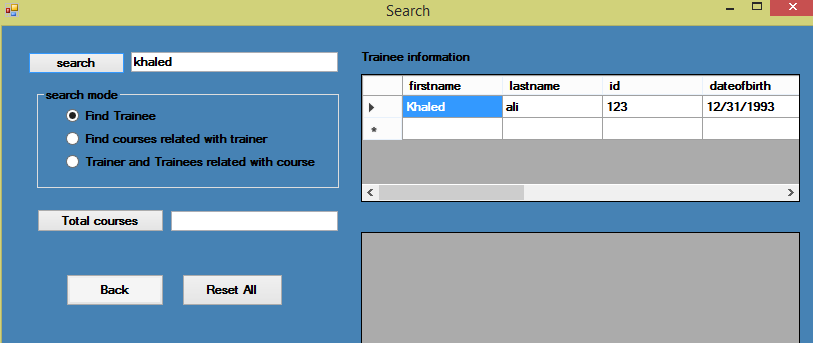 Search
search khaled
search mode
Find Trainee
Find courses related with trainer
Trainer and Trainees related with course
Total courses
Back Reset All
Trainee information
firstname lastname id dateofbirth
Khaled ali 123 12/31/1993